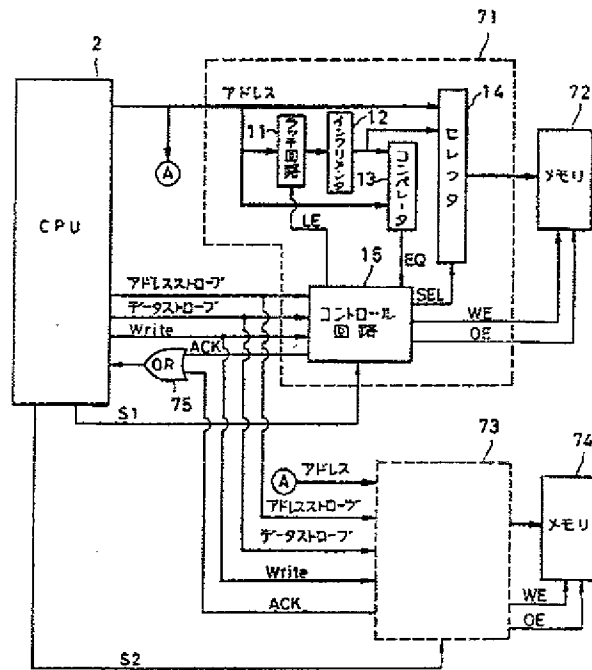 71
2
アドレス
14
12
11
ラッチ回路
インクリメンタ
13
コンパレータ
セレクタ
72
メモリ
A
CPU
LE
15
EQ
SEL
アドレスストローブ
データストローブ
Write
ACK
コントロール
回路
WE
OE
OR
75
S1
73
74
A
アドレス
アドレスストローブ
データストローブ
Write
ACK
メモリ
WE
OE
S2